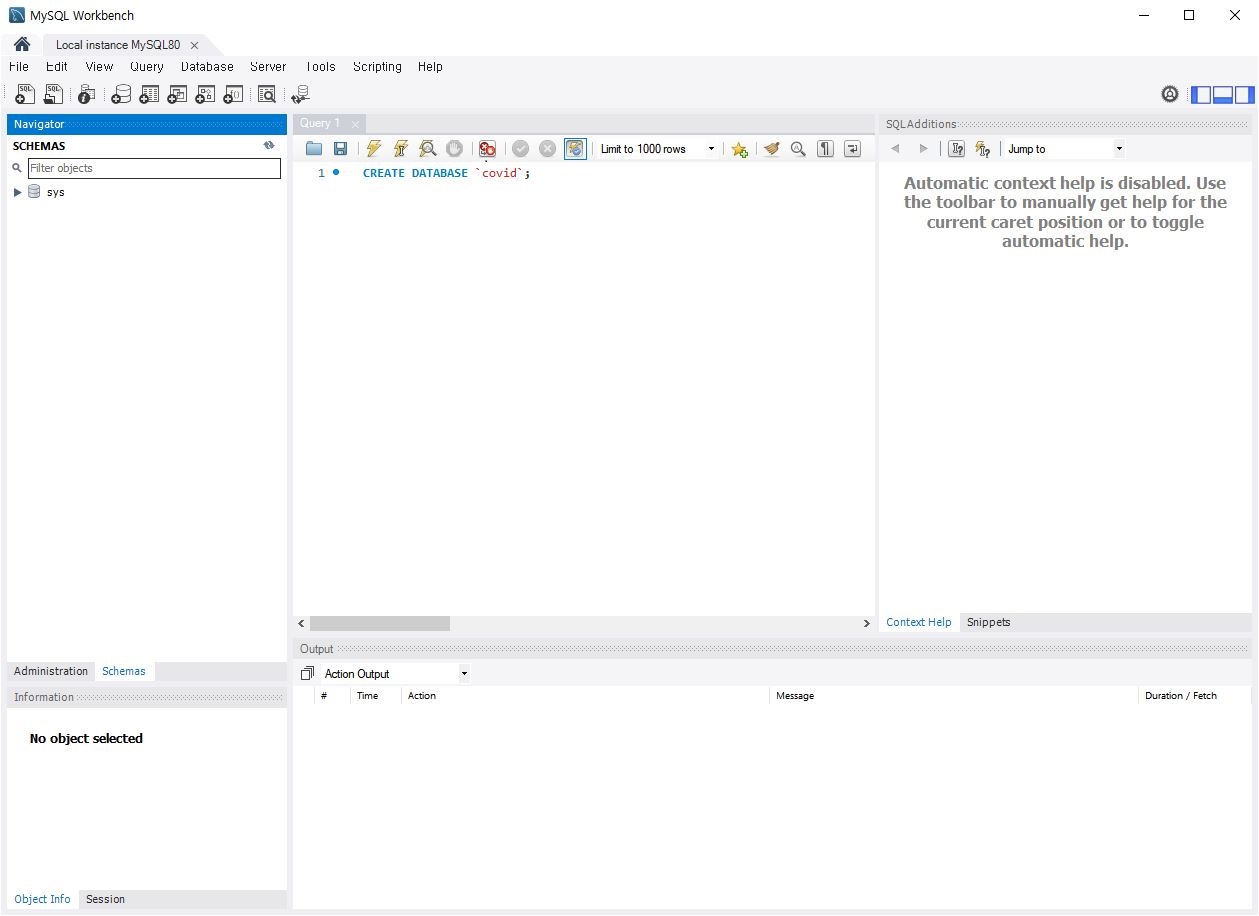 MySQL Workbench
Local instance MySQL80
File Edit View Query Database Server Tools Scripting Help
Navigator
SCHEMAS
Filter objects
sys
Administration Schemas
Information
No object selected
Object Info Session
Query 1
Limit to 1000 rows
1 CREATE DATABASE `covid`;
SQLAdditions
Jump to
Automatic context help is disabled. Use
the toolbar to manually get help for the
current caret position or to toggle
automatic help.
Context Help Snippets
Output
Action Output
# Time Action Message Duration / Fetch